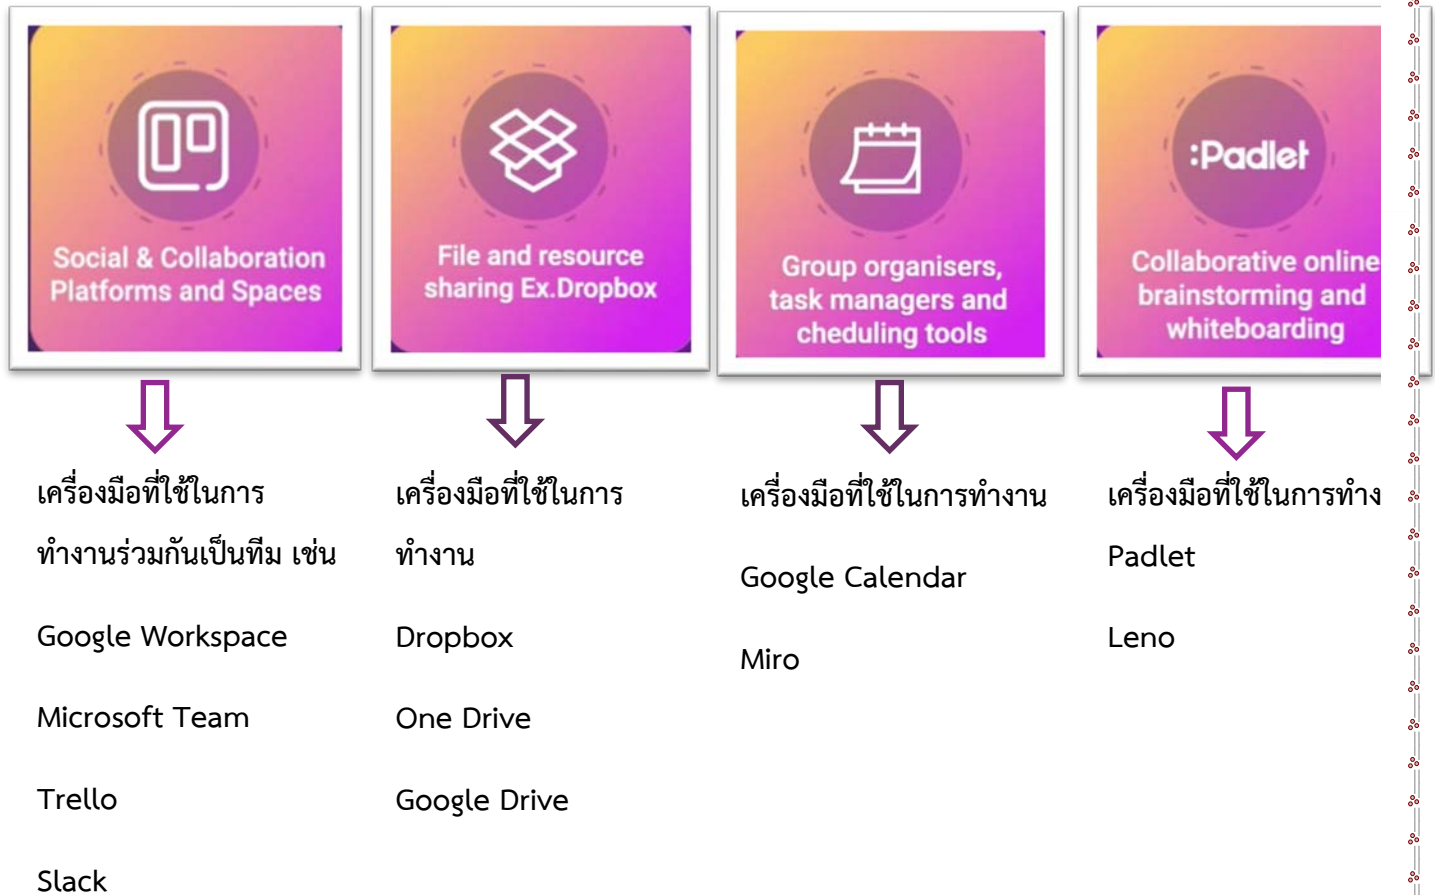 Social & Collaboration
Platforms and Spaces
File and resource
sharing Ex.Dropbox
Group organisers,
task managers and
cheduling tools
:Padlet
Collaborative online
brainstorming and
whiteboarding
เครื่องมือที่ใช้ในการ
ทำงานร่วมกันเป็นทีม เช่น
Google Workspace
Microsoft Team
Trello
Slack
เครื่องมือที่ใช้ในการ
ทำงาน
Dropbox
One Drive
Google Drive
เครื่องมือที่ใช้ในการทำงาน
Google Calendar
Miro
เครื่องมือที่ใช้ในการทำง
Padlet
Leno